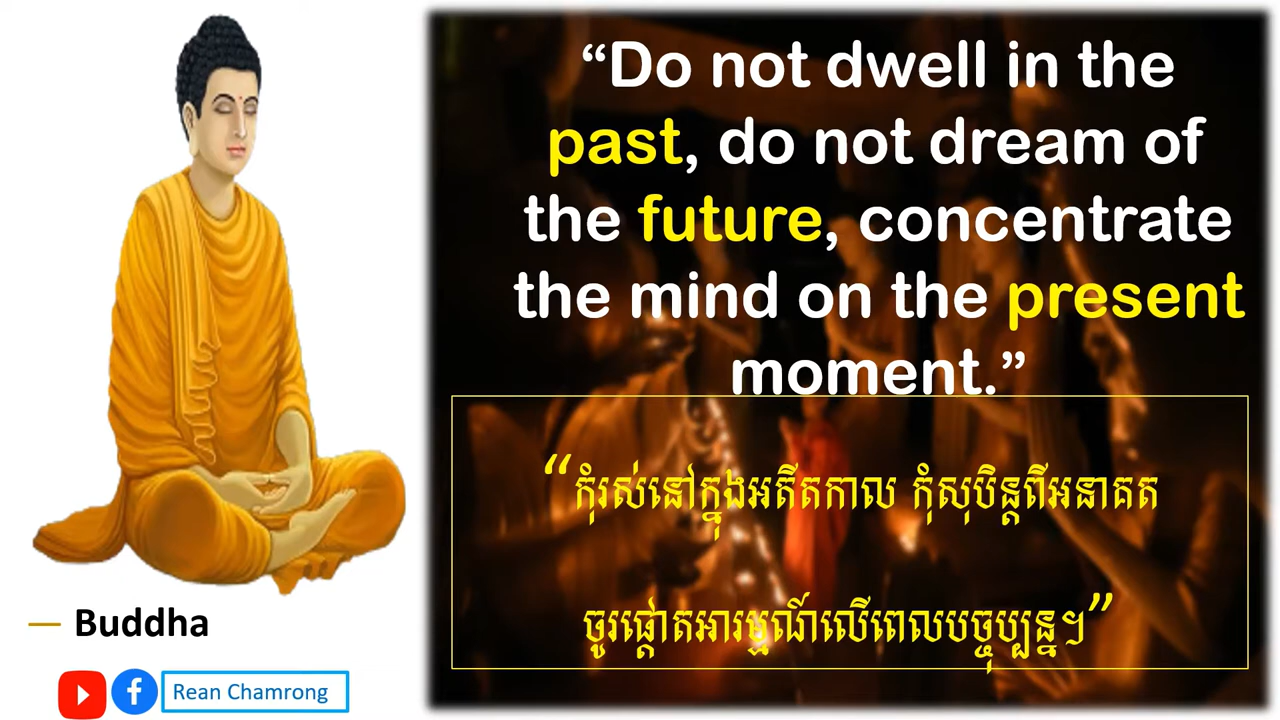 “Do not dwell in the
past, do not dream of
the future, concentrate
the mind on the present
moment.”
“កុំរស់នៅក្នុងអតីតកាល កុំសុបិន្តពីអនាគត
ចូរផ្តោតអារម្មណ៍លើពេលបច្ចុប្បន្ន។”
— Buddha
Rean Chamrong